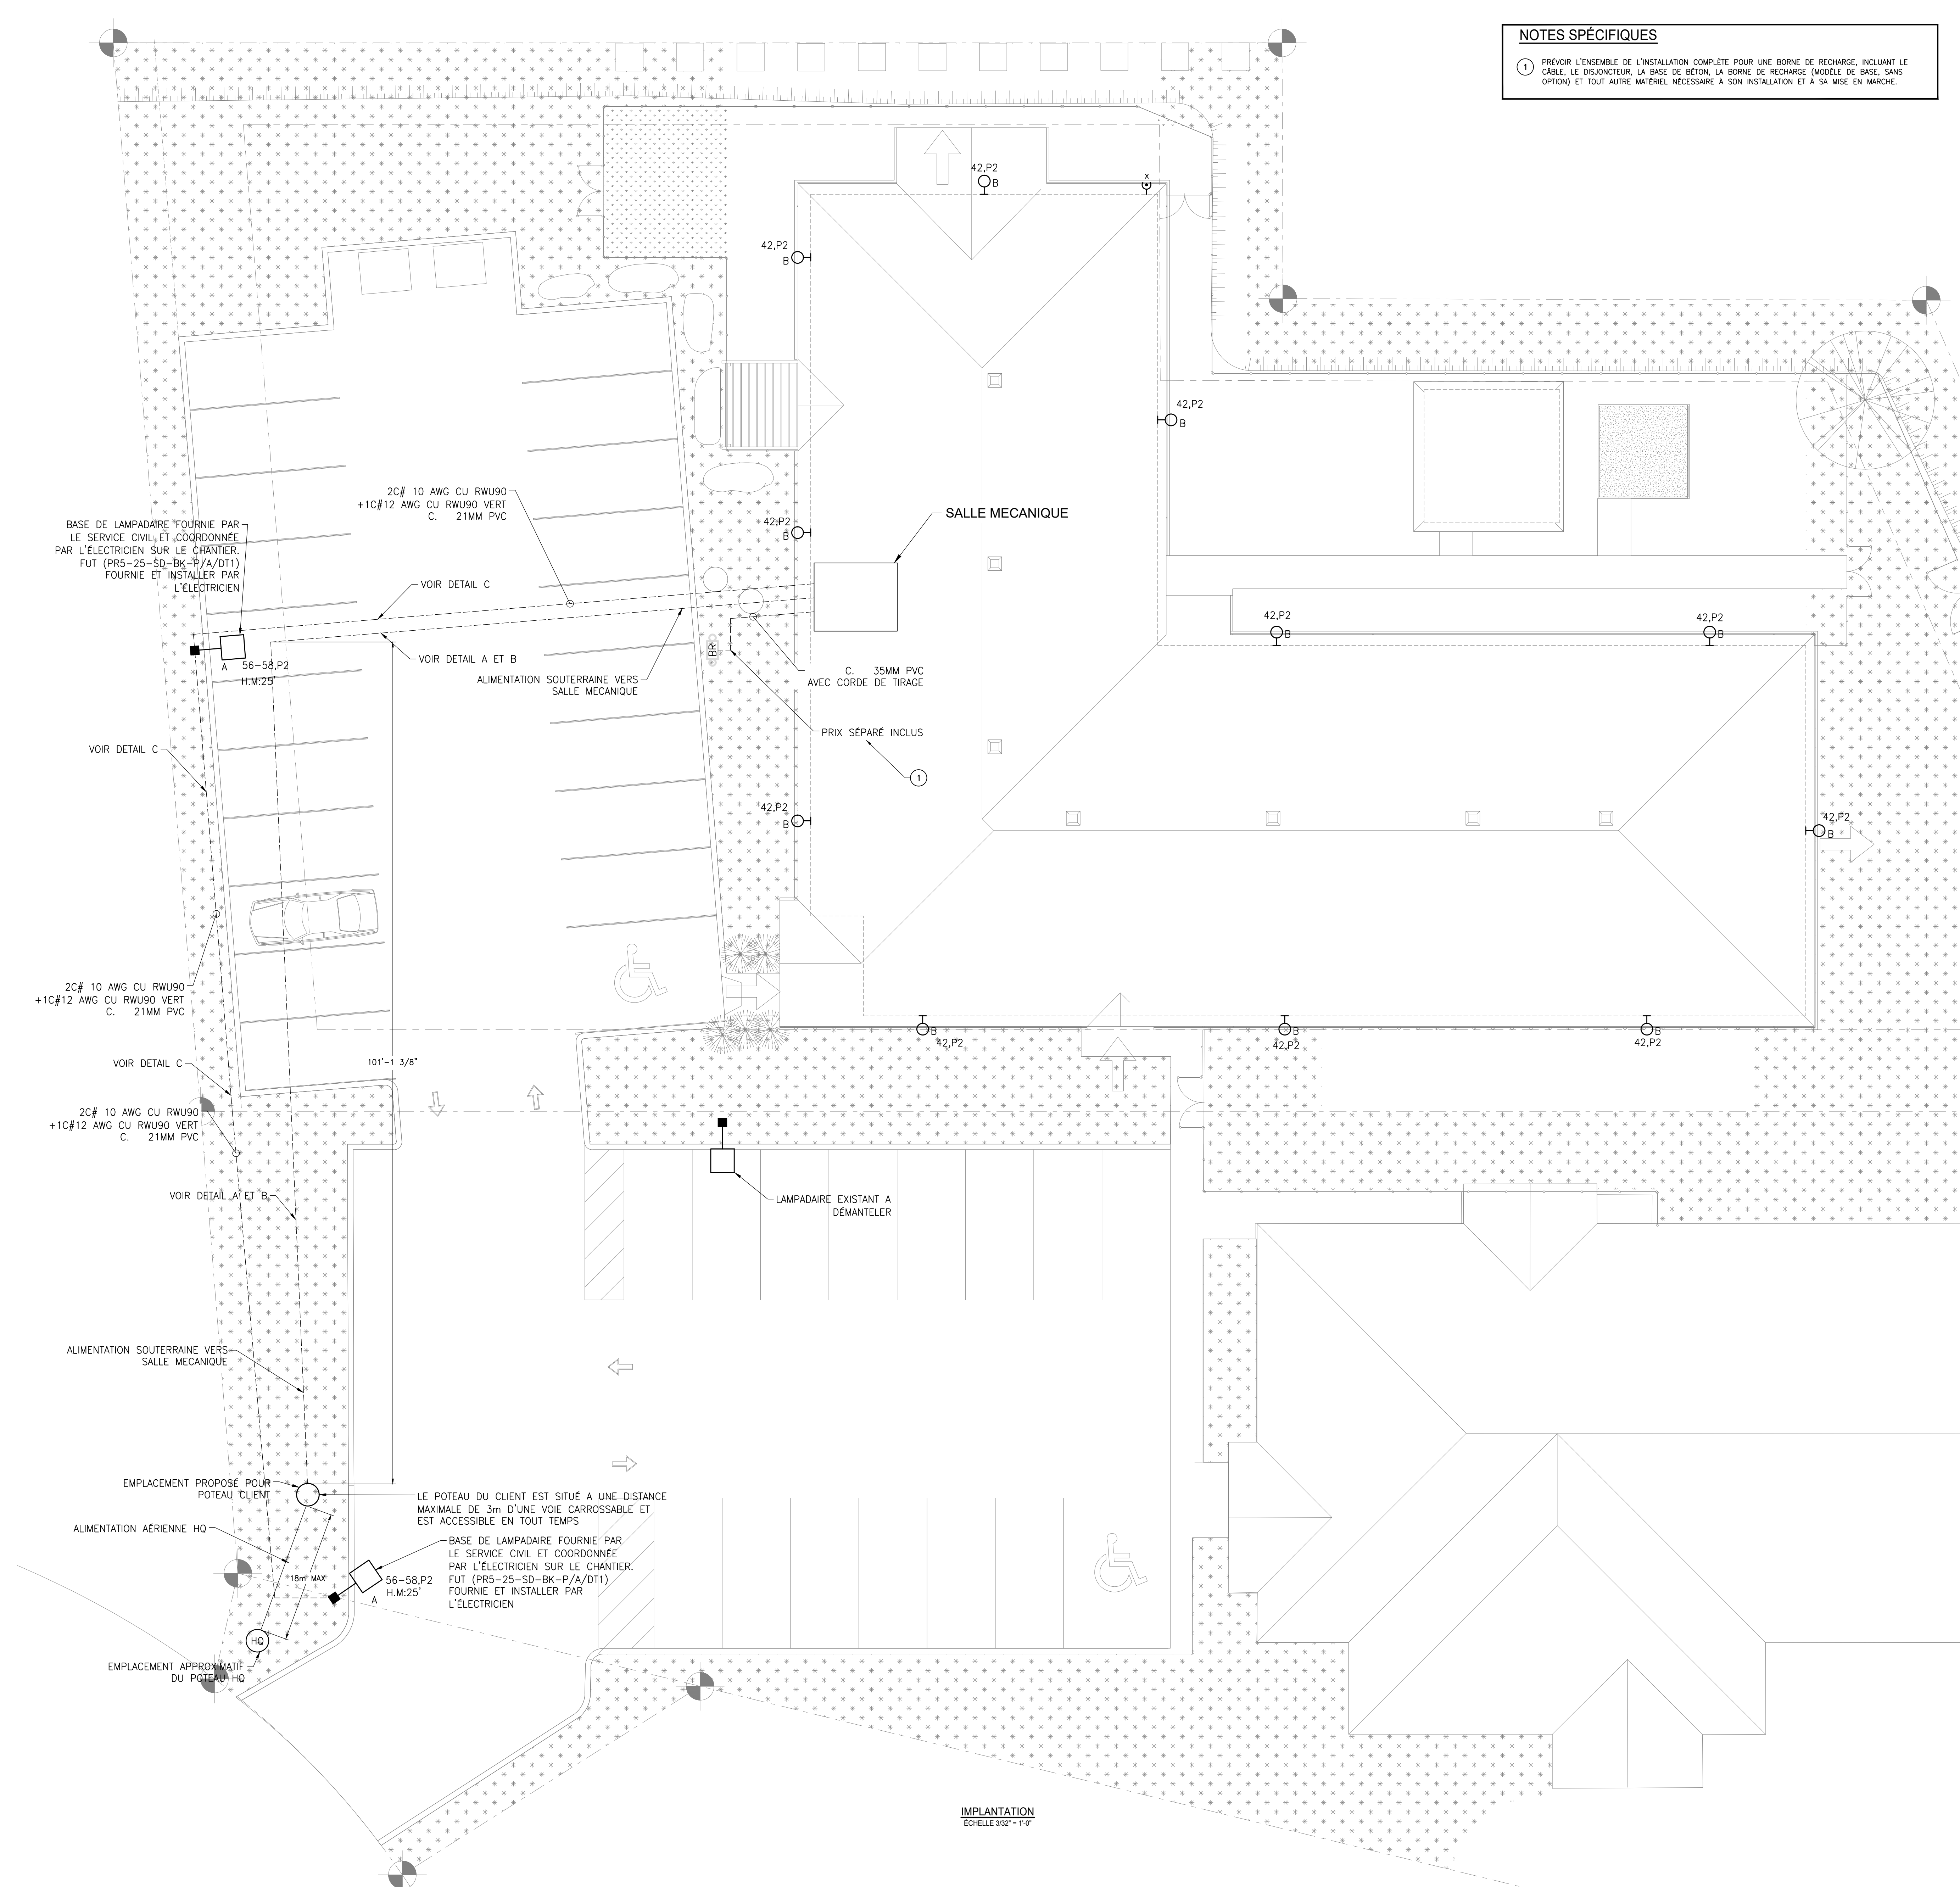 NOTES SPÉCIFIQUES
1
PRÉVOIR L'ENSEMBLE DE L'INSTALLATION COMPLÈTE POUR UNE BORNE DE RECHARGE, INCLUANT LE
CÂBLE, LE DISJONCTEUR, LA BASE DE BÉTON, LA BORNE DE RECHARGE (MODÈLE DE BASE, SANS
OPTION) ET TOUT AUTRE MATÉRIEL NÉCESSAIRE À SON INSTALLATION ET À SA MISE EN MARCHE.
42,P2
B
x
42,P2
B
42,P2
B
2C# 10 AWG CU RWU90
+1C#12 AWG CU RWU90 VERT
C. 21MM PVC
SALLE MECANIQUE
42,P2
B
BASE DE LAMPADAIRE FOURNIE PAR
LE SERVICE CIVIL ET COORDONNÉE
PAR L'ÉLECTRICIEN SUR LE CHANTIER.
FUT (PR5-25-SD-BK-P/A/DT1)
FOURNIE ET INSTALLER PAR
L'ÉLECTRICIEN
VOIR DETAIL C
42,P2
B
42,P2
B
BR
A
56-58,P2
H.M:25'
VOIR DETAIL A ET B
ALIMENTATION SOUTERRAINE VERS
SALLE MECANIQUE
C. 35MM PVC
AVEC CORDE DE TIRAGE
PRIX SÉPARÉ INCLUS
1
VOIR DETAIL C
42,P2
B
42,P2
B
2C# 10 AWG CU RWU90
+1C#12 AWG CU RWU90 VERT
C. 21MM PVC
B
42,P2
B
42,P2
B
42,P2
101'-1 3/8"
VOIR DETAIL C
2C# 10 AWG CU RWU90
+1C#12 AWG CU RWU90 VERT
C. 21MM PVC
VOIR DETAIL A ET B
LAMPADAIRE EXISTANT A
DÉMANTELER
ALIMENTATION SOUTERRAINE VERS
SALLE MECANIQUE
EMPLACEMENT PROPOSÉ POUR
POTEAU CLIENT
LE POTEAU DU CLIENT EST SITUÉ A UNE DISTANCE
MAXIMALE DE 3m D'UNE VOIE CARROSSABLE ET
EST ACCESSIBLE EN TOUT TEMPS
ALIMENTATION AÉRIENNE HQ
BASE DE LAMPADAIRE FOURNIE PAR
LE SERVICE CIVIL ET COORDONNÉE
PAR L'ÉLECTRICIEN SUR LE CHANTIER.
FUT (PR5-25-SD-BK-P/A/DT1)
FOURNIE ET INSTALLER PAR
L'ÉLECTRICIEN
18m MAX
56-58,P2
H.M:25'
A
HQ
EMPLACEMENT APPROXIMATIF
DU POTEAU HQ
IMPLANTATION
ÉCHELLE 3/32" = 1'-0"